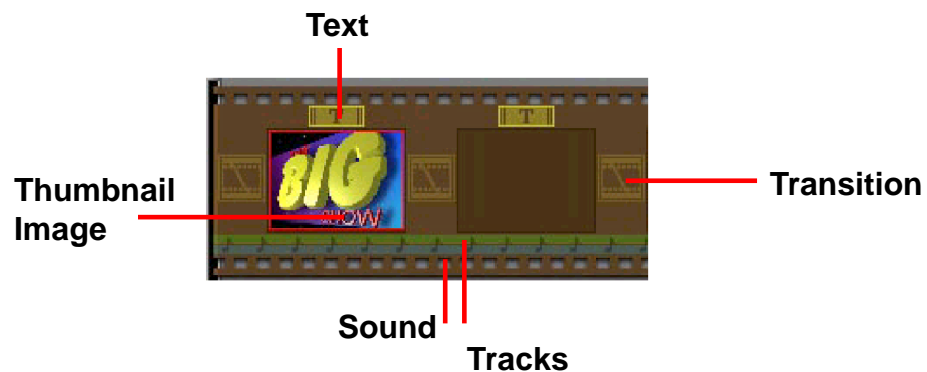 Text
T
T
BIG
SHOW
Thumbnail
Image
Transition
Sound
Tracks